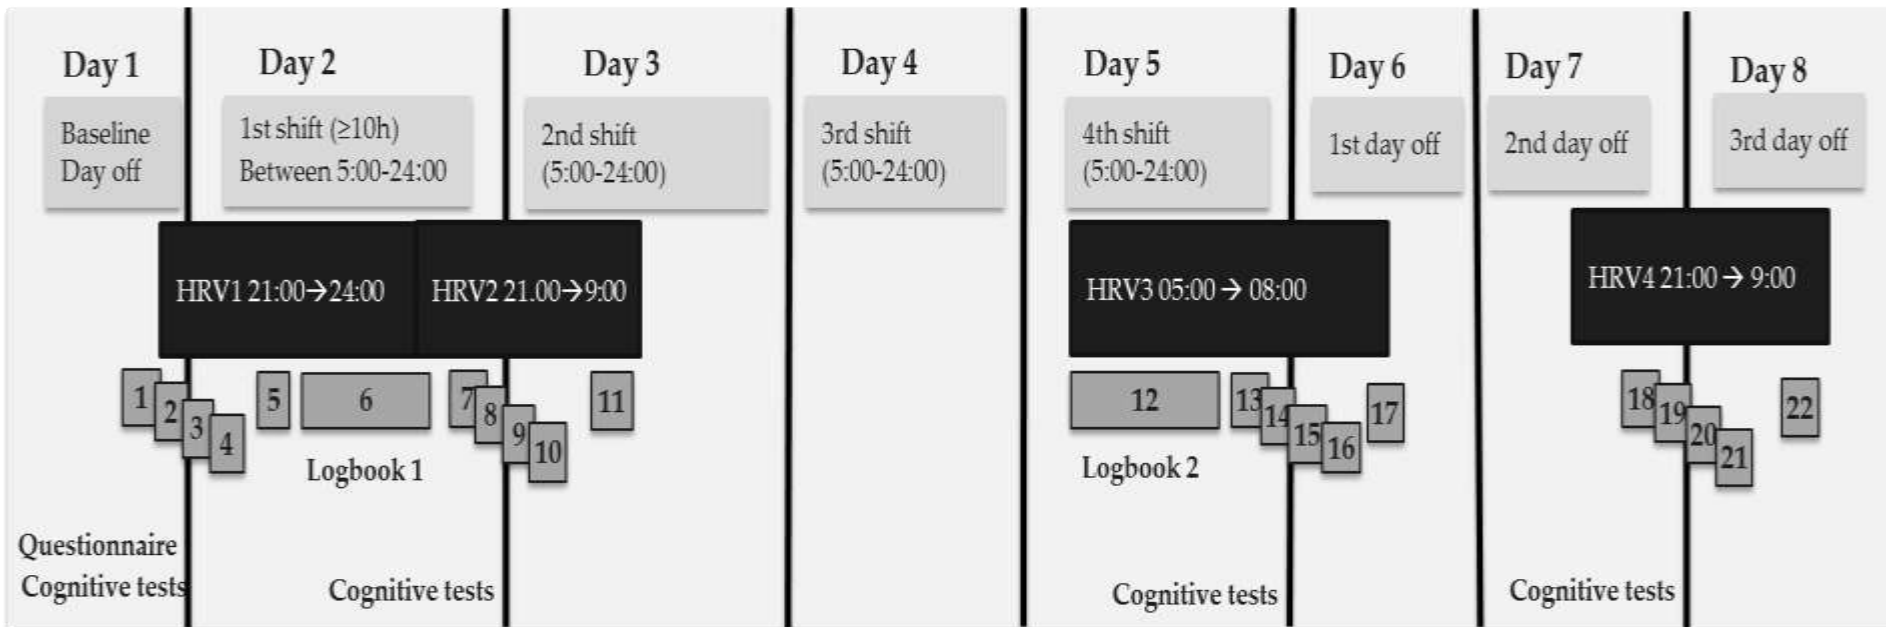 Day 1
Day 2
Day 3
Day 4
Day 5
Day 6
Day 7
Day 8
Baseline
Day off
1st shift (≥10h)
Between 5:00-24:00
2nd shift
(5:00-24:00)
3rd shift
(5:00-24:00)
4th shift
(5:00-24:00)
1st day off
2nd day off
3rd day off
HRV1 21:00→24:00
HRV2 21.00→9:00
HRV3 05:00 → 08:00
HRV4 21:00 → 9:00
1
2
3
4
5
6
7
8
9
10
11
12
13
14
15
16
17
18
19
20
21
22
Logbook 1
Logbook 2
Questionnaire
Cognitive tests
Cognitive tests
Cognitive tests
Cognitive tests